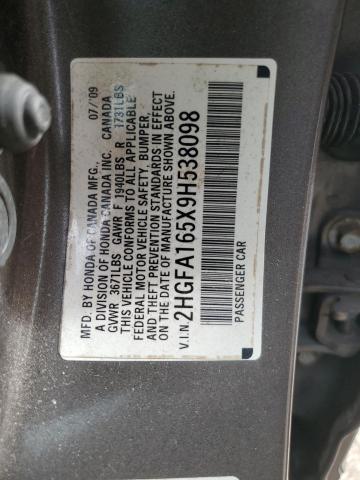 MFD. BY HONDA OF CANADA MFG., 07/'09
A DIVISION OF HONDA CANADA INC. CANADA
GVWR 3671LBS GAWR F 1940LBS R 1731LBS
THIS VEHICLE CONFORMS TO ALL APPLICABLE
FEDERAL MOTOR VEHICLE SAFETY, BUMPER,
AND THEFT PREVENTION STANDARDS IN EFFECT
ON THE DATE OF MANUFACTURE SHOWN ABOVE.
V.I.N. 2HGFA165X9H538098
PASSENGER CAR